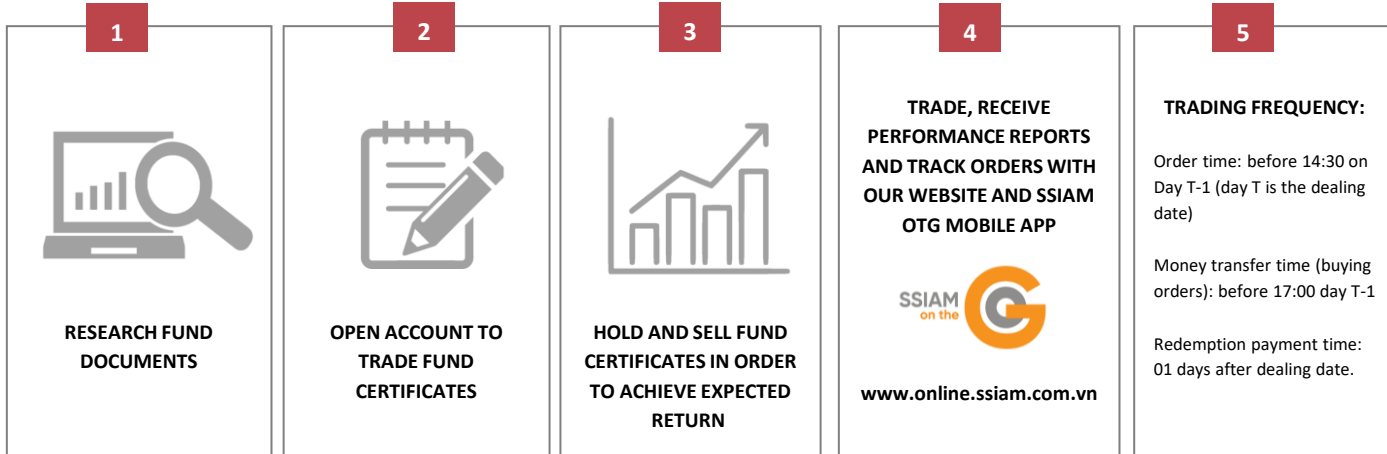 1
RESEARCH FUND
DOCUMENTS
2
OPEN ACCOUNT TO
TRADE FUND
CERTIFICATES
3
HOLD AND SELL FUND
CERTIFICATES IN ORDER
TO ACHIEVE EXPECTED
RETURN
4
TRADE, RECEIVE
PERFORMANCE REPORTS
AND TRACK ORDERS WITH
OUR WEBSITE AND SSIAM
OTG MOBILE APP
SSIAM
on the
G
www.online.ssiam.com.vn
5
TRADING FREQUENCY:
Order time: before 14:30 on
Day T-1 (day T is the dealing
date)
Money transfer time (buying
orders): before 17:00 day T-1
Redemption payment time:
01 days after dealing date.